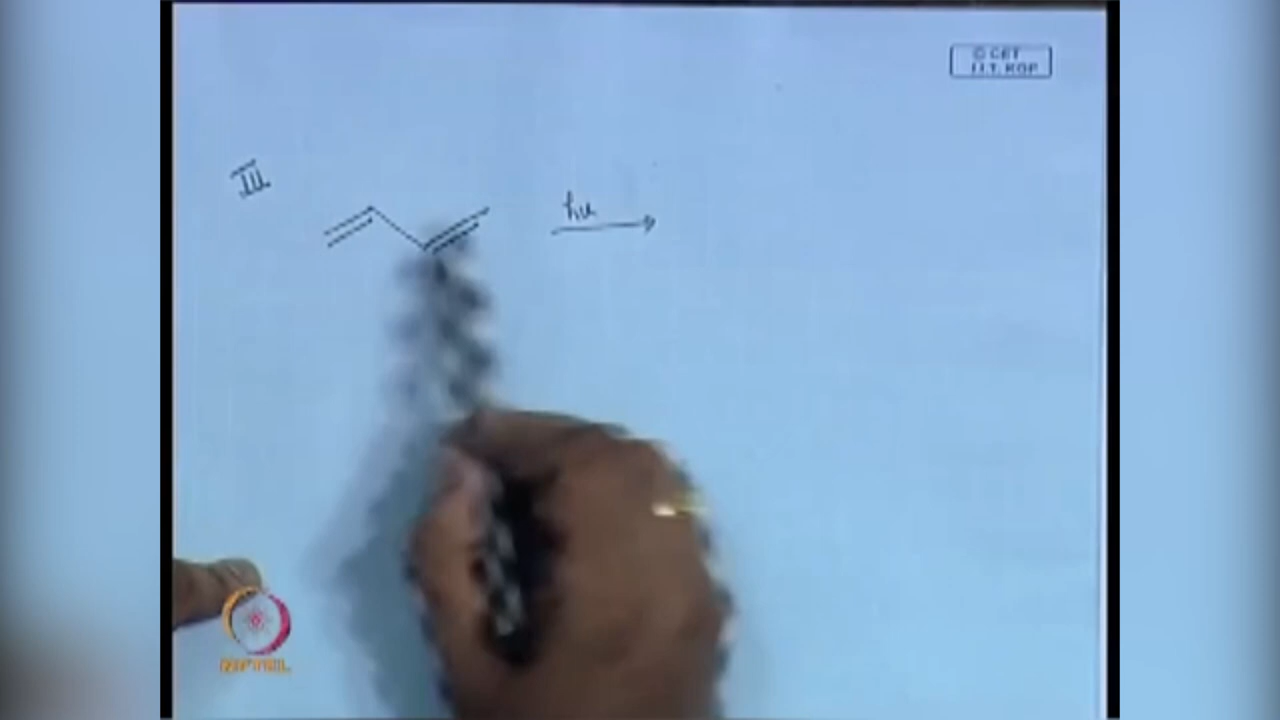 © CET
I.I.T. KGP
III
hν
NPTEL